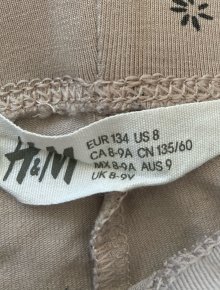 H&M
EUR 134 US 8
CA 8-9A CN 135/60
MX 8-9A AUS 9
UK 8-9Y